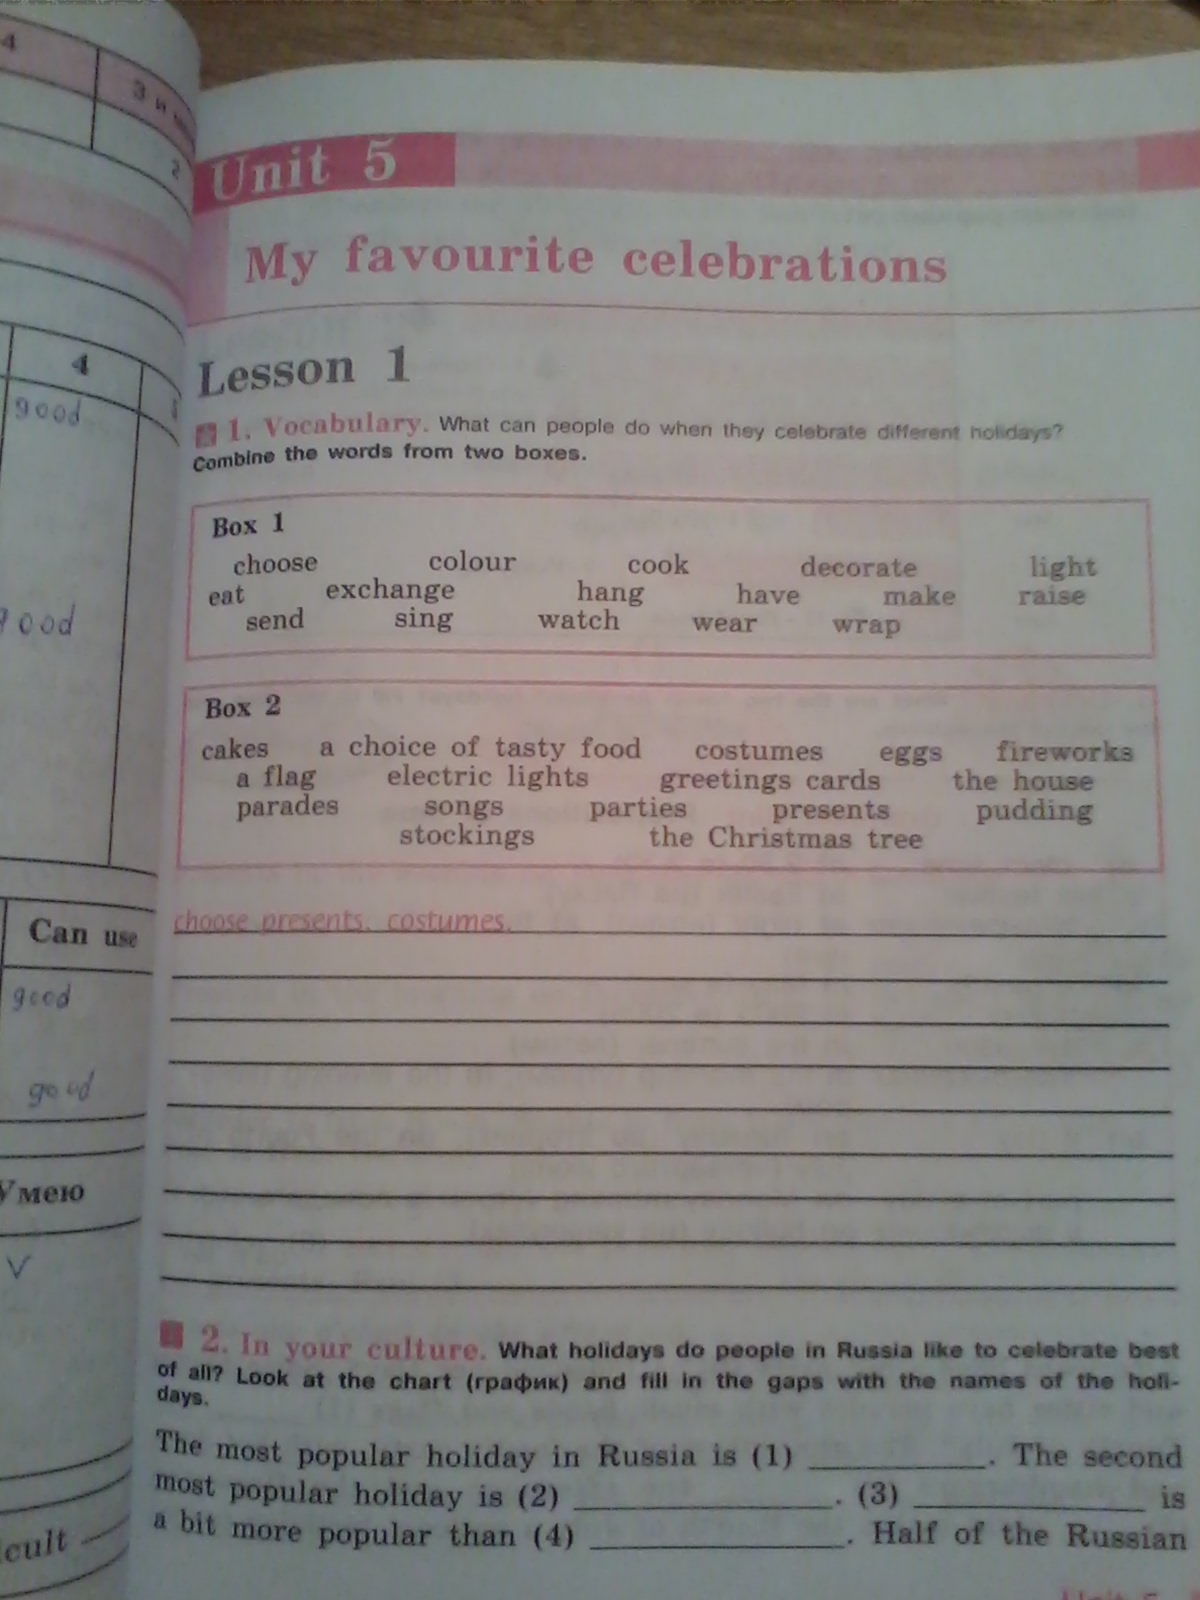 4
3 и
2
4
good
good
Can use
good
good
Умею
V
Unit 5
My favourite celebrations
Lesson 1
1. Vocabulary. What can people do when they celebrate different holidays?
Combine the words from two boxes.
Box 1
choose colour cook decorate light
eat exchange hang have make raise
send sing watch wear wrap
Box 2
cakes a choice of tasty food costumes eggs fireworks
a flag electric lights greetings cards the house
parades songs parties presents pudding
stockings the Christmas tree
choose presents, costumes,
2. In your culture. What holidays do people in Russia like to celebrate best
of all? Look at the chart (график) and fill in the gaps with the names of the holi-
days.
The most popular holiday in Russia is (1) ________. The second
most popular holiday is (2) ________. (3) ________ is
a bit more popular than (4) ________. Half of the Russian